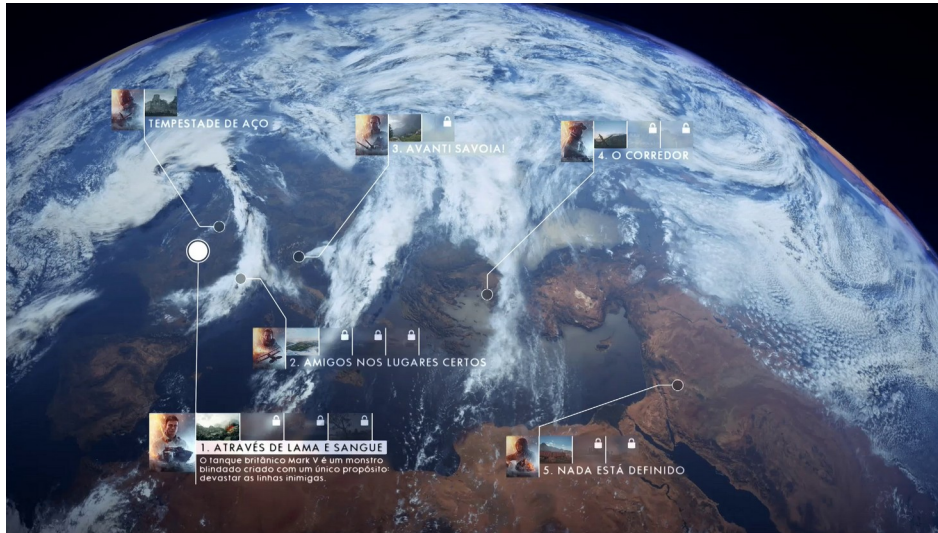 TEMPESTADE DE AÇO
3. AVANTI SAVOIA!
4. O CORREDOR
2. AMIGOS NOS LUGARES CERTOS
1. ATRAVÉS DE LAMA E SANGUE
O tanque britânico Mark V é um monstro
blindado criado com um único propósito:
devastar as linhas inimigas.
5. NADA ESTÁ DEFINIDO